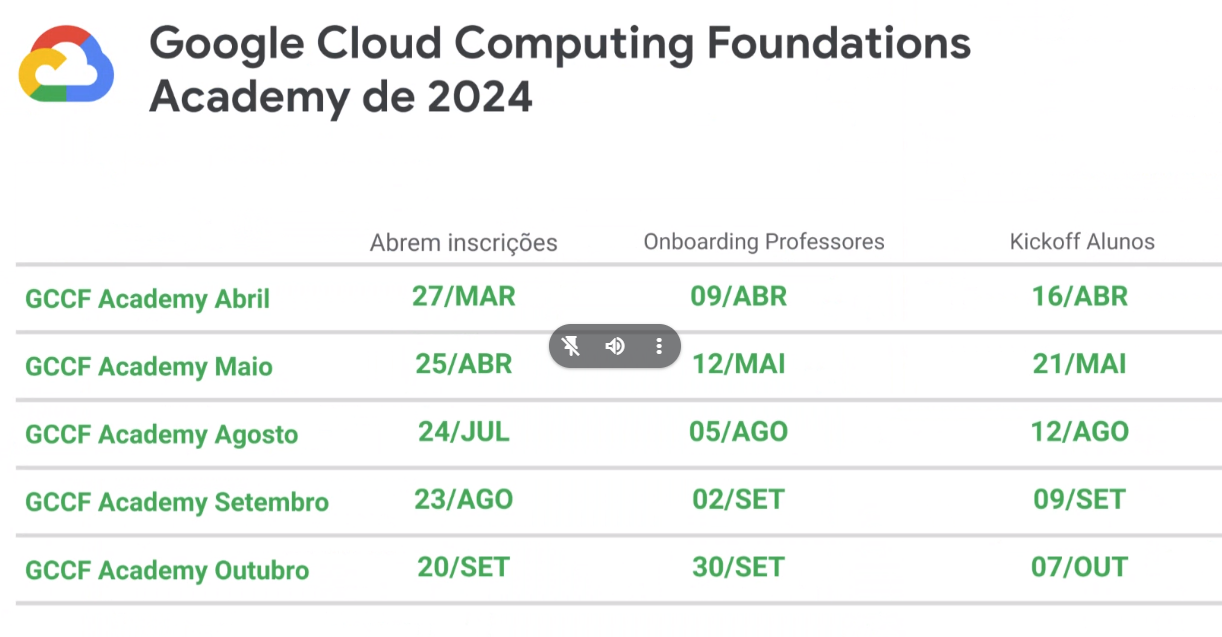 Google Cloud Computing Foundations
Academy de 2024
Abrem inscrições Onboarding Professores Kickoff Alunos
GCCF Academy Abril 27/MAR 09/ABR 16/ABR
GCCF Academy Maio 25/ABR 12/MAI 21/MAI
GCCF Academy Agosto 24/JUL 05/AGO 12/AGO
GCCF Academy Setembro 23/AGO 02/SET 09/SET
GCCF Academy Outubro 20/SET 30/SET 07/OUT